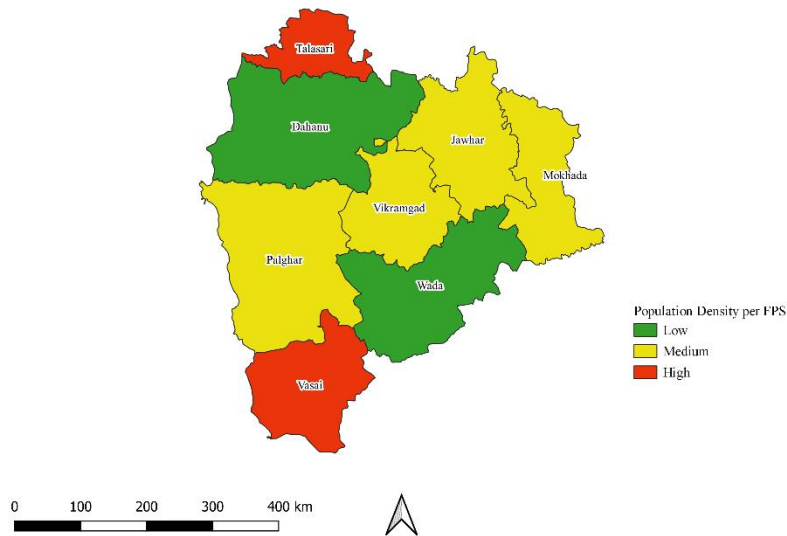 Talasari
Dahanu
Jawhar
Mokhada
Vikramgad
Palghar
Wada
Vasai
Population Density per FPS
Low
Medium
High
0 100 200 300 400 km